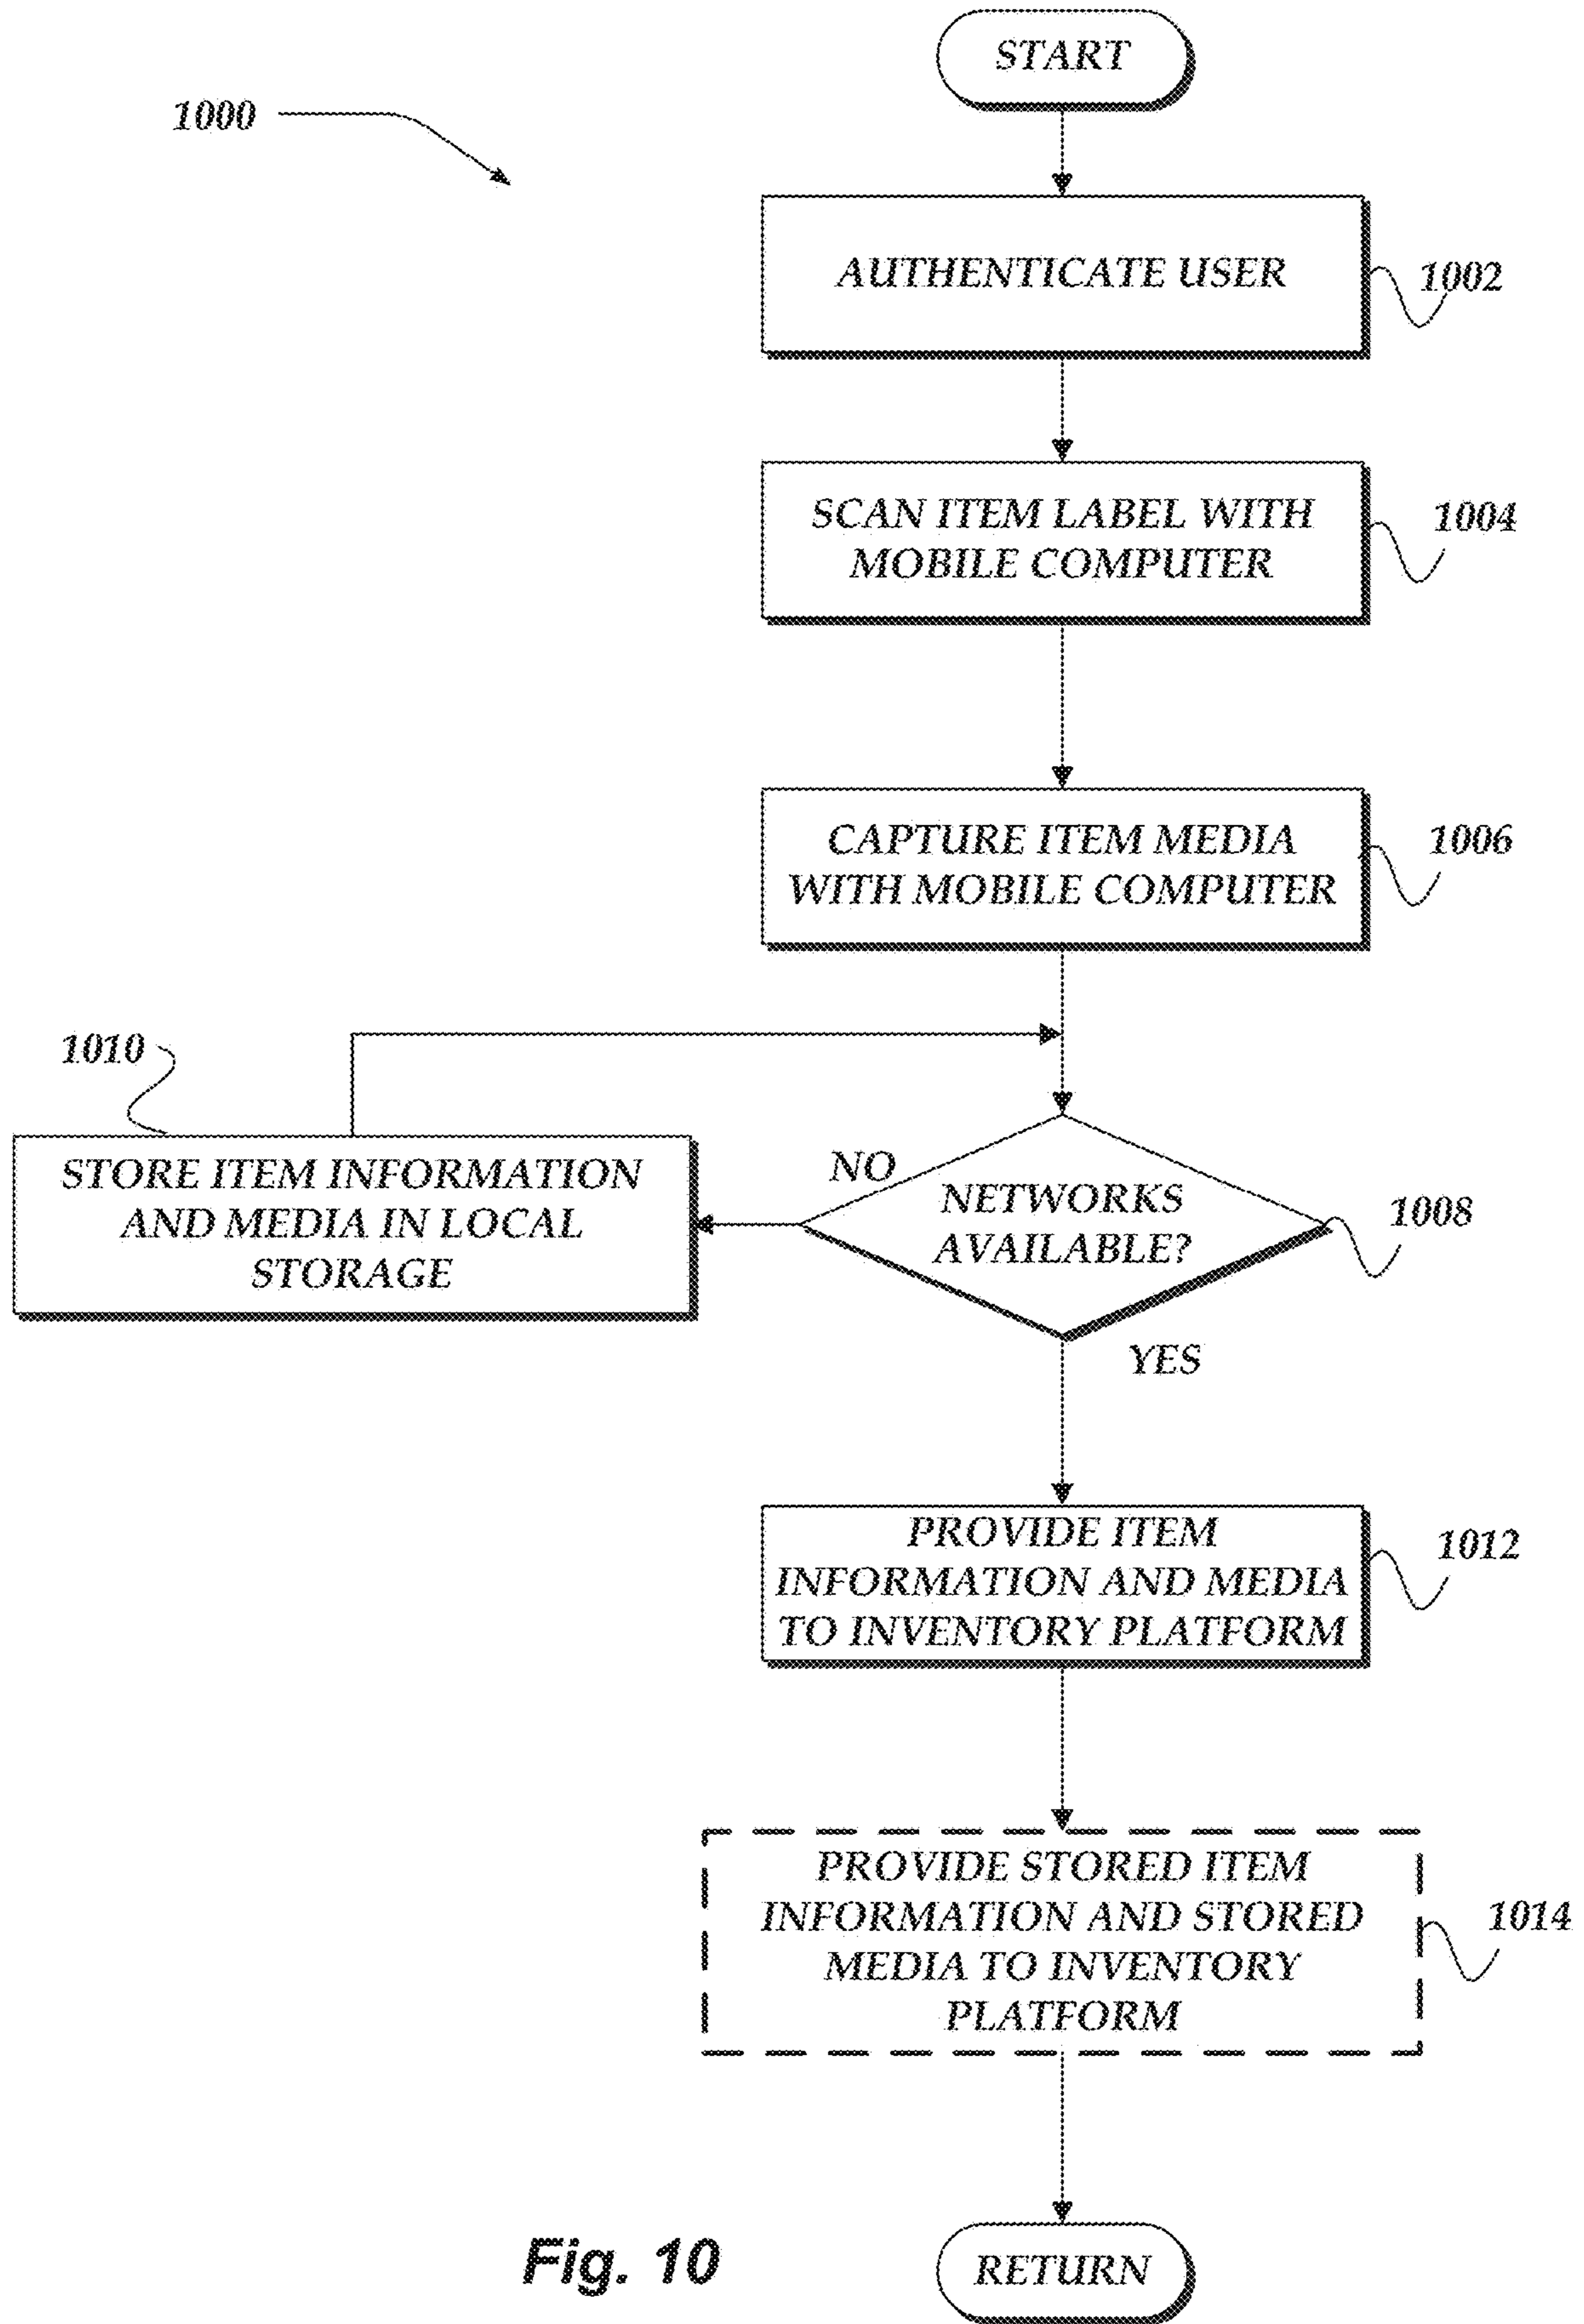 START
1000
AUTHENTICATE USER
1002
SCAN ITEM LABEL WITH
MOBILE COMPUTER
1004
CAPTURE ITEM MEDIA
WITH MOBILE COMPUTER
1006
1010
STORE ITEM INFORMATION
AND MEDIA IN LOCAL
STORAGE
NO
NETWORKS
AVAILABLE?
1008
YES
PROVIDE ITEM
INFORMATION AND MEDIA
TO INVENTORY PLATFORM
1012
PROVIDE STORED ITEM
INFORMATION AND STORED
MEDIA TO INVENTORY
PLATFORM
1014
Fig. 10
RETURN